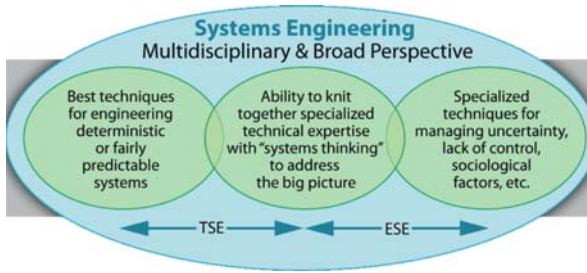 Systems Engineering
Multidisciplinary & Broad Perspective
Best techniques
for engineering
deterministic
or fairly
predictable
systems
Ability to knit
together specialized
technical expertise
with “systems thinking”
to address
the big picture
Specialized
techniques for
managing uncertainty,
lack of control,
sociological
factors, etc.
TSE
ESE